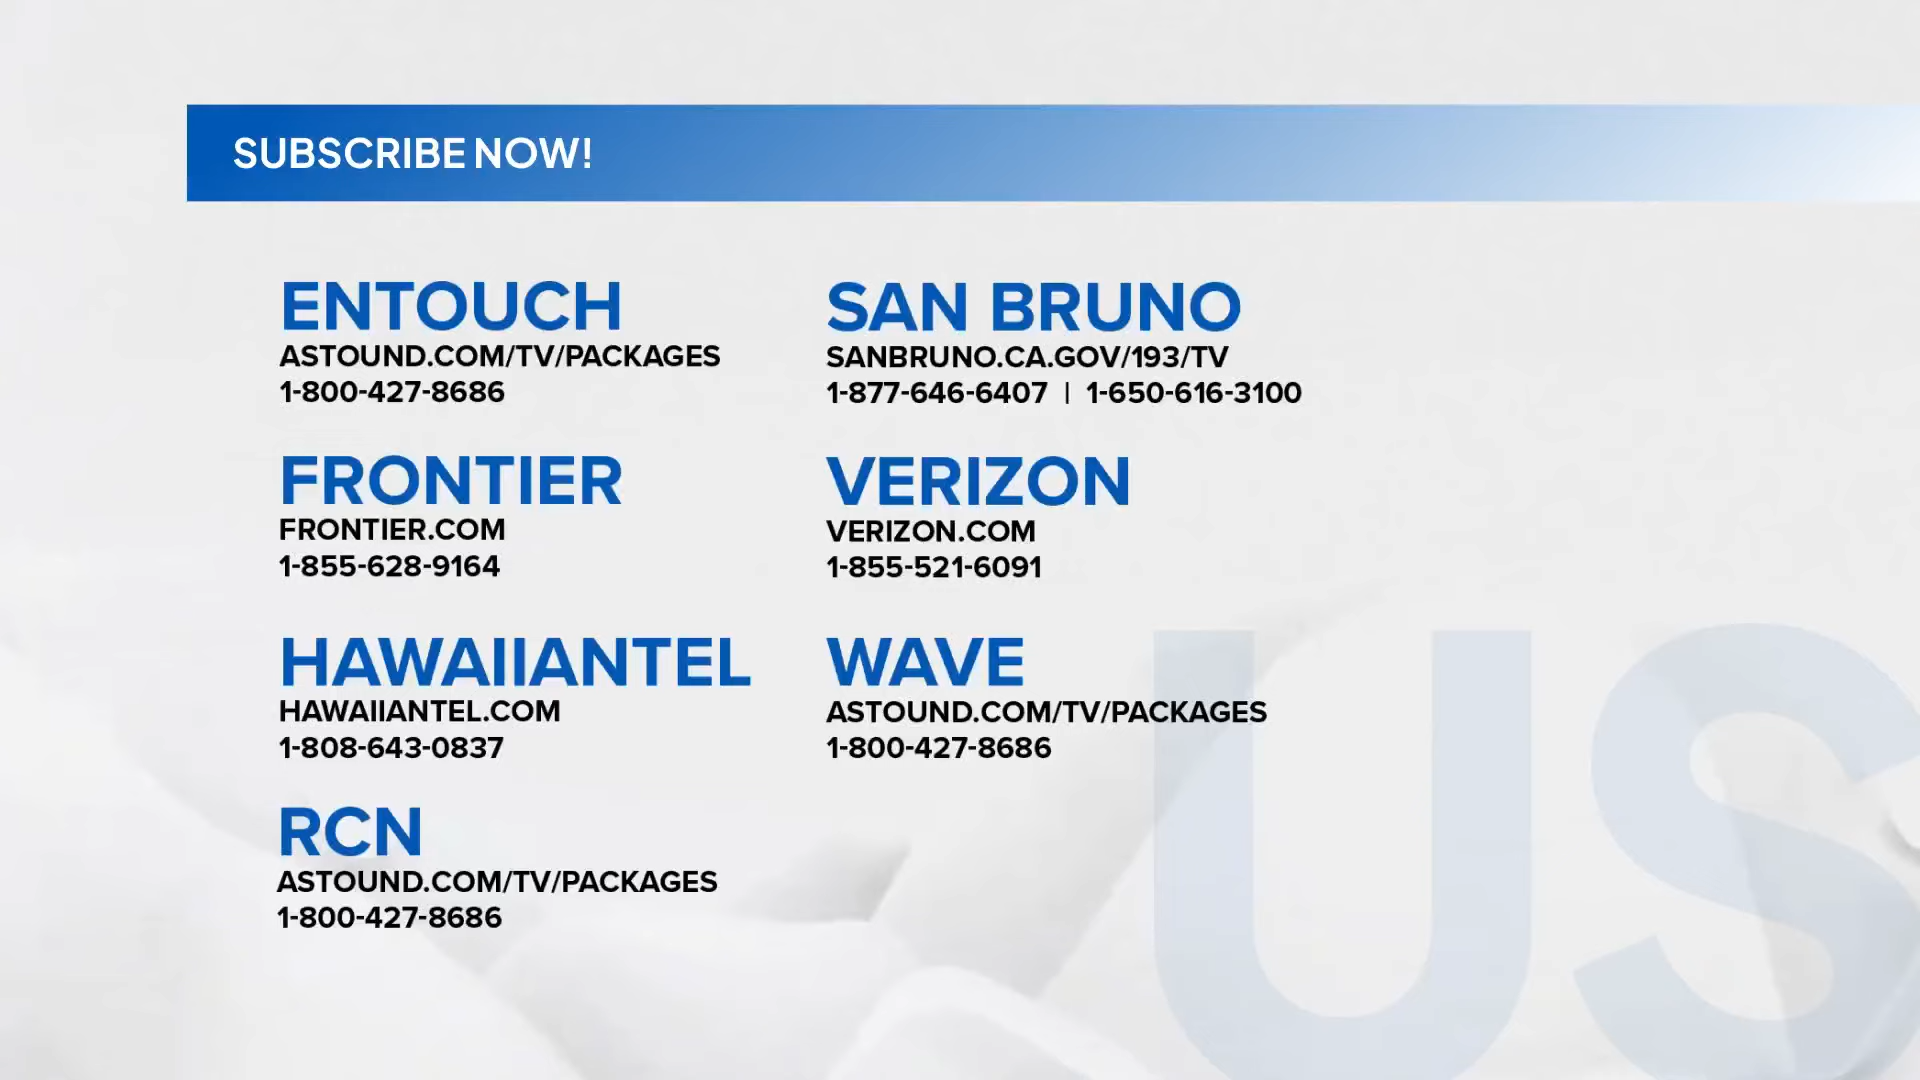 SUBSCRIBE NOW!
ENTOUCH
ASTOUND.COM/TV/PACKAGES
1-800-427-8686
FRONTIER
FRONTIER.COM
1-855-628-9164
HAWAIIANTEL
HAWAIIANTEL.COM
1-808-643-0837
RCN
ASTOUND.COM/TV/PACKAGES
1-800-427-8686
SAN BRUNO
SANBRUNO.CA.GOV/193/TV
1-877-646-6407 | 1-650-616-3100
VERIZON
VERIZON.COM
1-855-521-6091
WAVE
ASTOUND.COM/TV/PACKAGES
1-800-427-8686
US